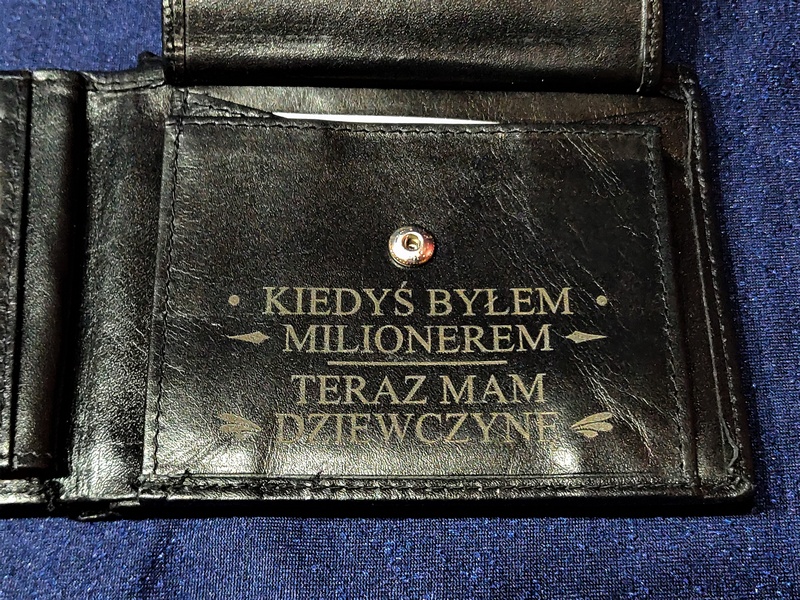 KIEDYŚ BYŁEM
MILIONEREM
TERAZ MAM
DZIEWCZYNĘ